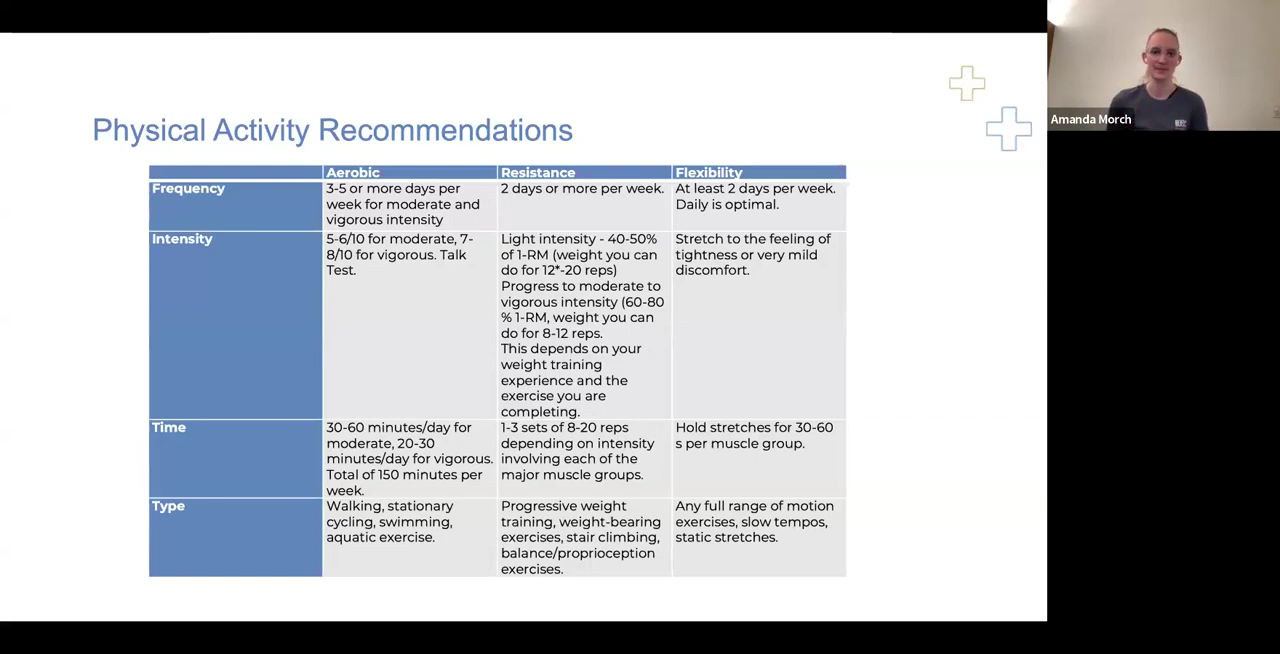 Physical Activity Recommendations
Amanda Morch
Aerobic Resistance Flexibility
Frequency
3-5 or more days per
week for moderate and
vigorous intensity
2 days or more per week.
At least 2 days per week.
Daily is optimal.
Intensity
5-6/10 for moderate, 7-
8/10 for vigorous. Talk
Test.
Light intensity - 40-50%
of 1-RM (weight you can
do for 12*-20 reps)
Progress to moderate to
vigorous intensity (60-80
% 1-RM, weight you can
do for 8-12 reps.
This depends on your
weight training
experience and the
exercise you are
completing.
Stretch to the feeling of
tightness or very mild
discomfort.
Time
30-60 minutes/day for
moderate, 20-30
minutes/day for vigorous.
Total of 150 minutes per
week.
1-3 sets of 8-20 reps
depending on intensity
involving each of the
major muscle groups.
Hold stretches for 30-60
s per muscle group.
Type
Walking, stationary
cycling, swimming,
aquatic exercise.
Progressive weight
training, weight-bearing
exercises, stair climbing,
balance/proprioception
exercises.
Any full range of motion
exercises, slow tempos,
static stretches.